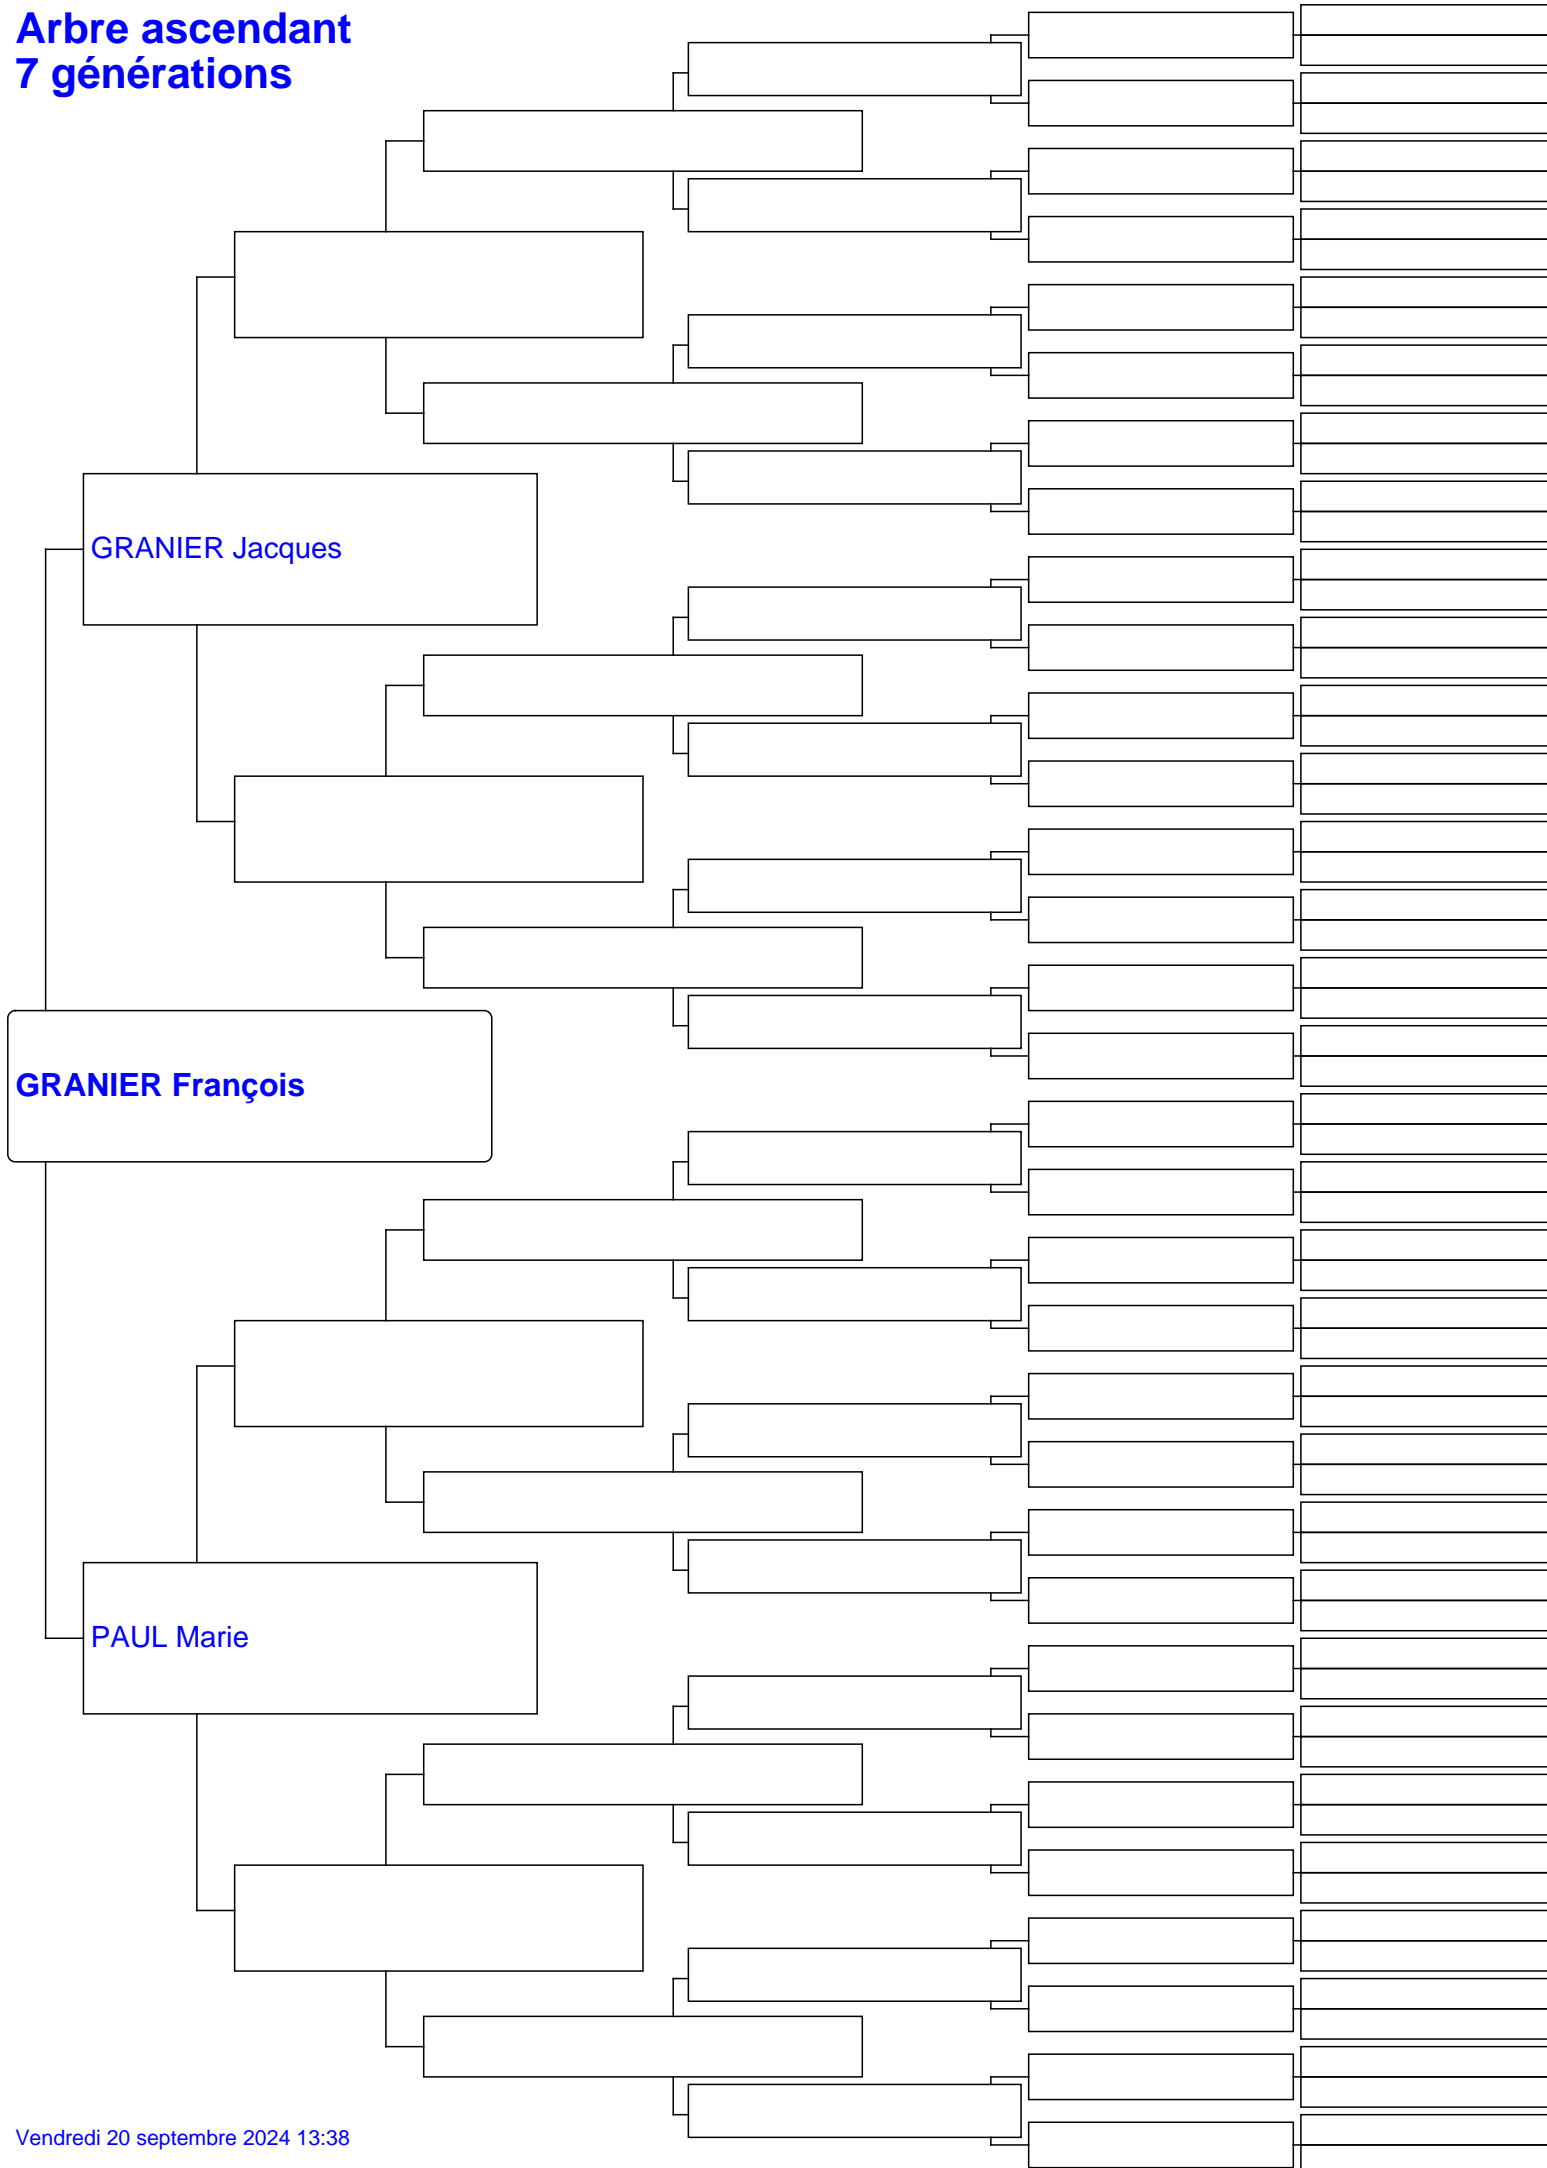 Arbre ascendant
7 générations
GRANIER Jacques
GRANIER François
PAUL Marie
Vendredi 20 septembre 2024 13:38